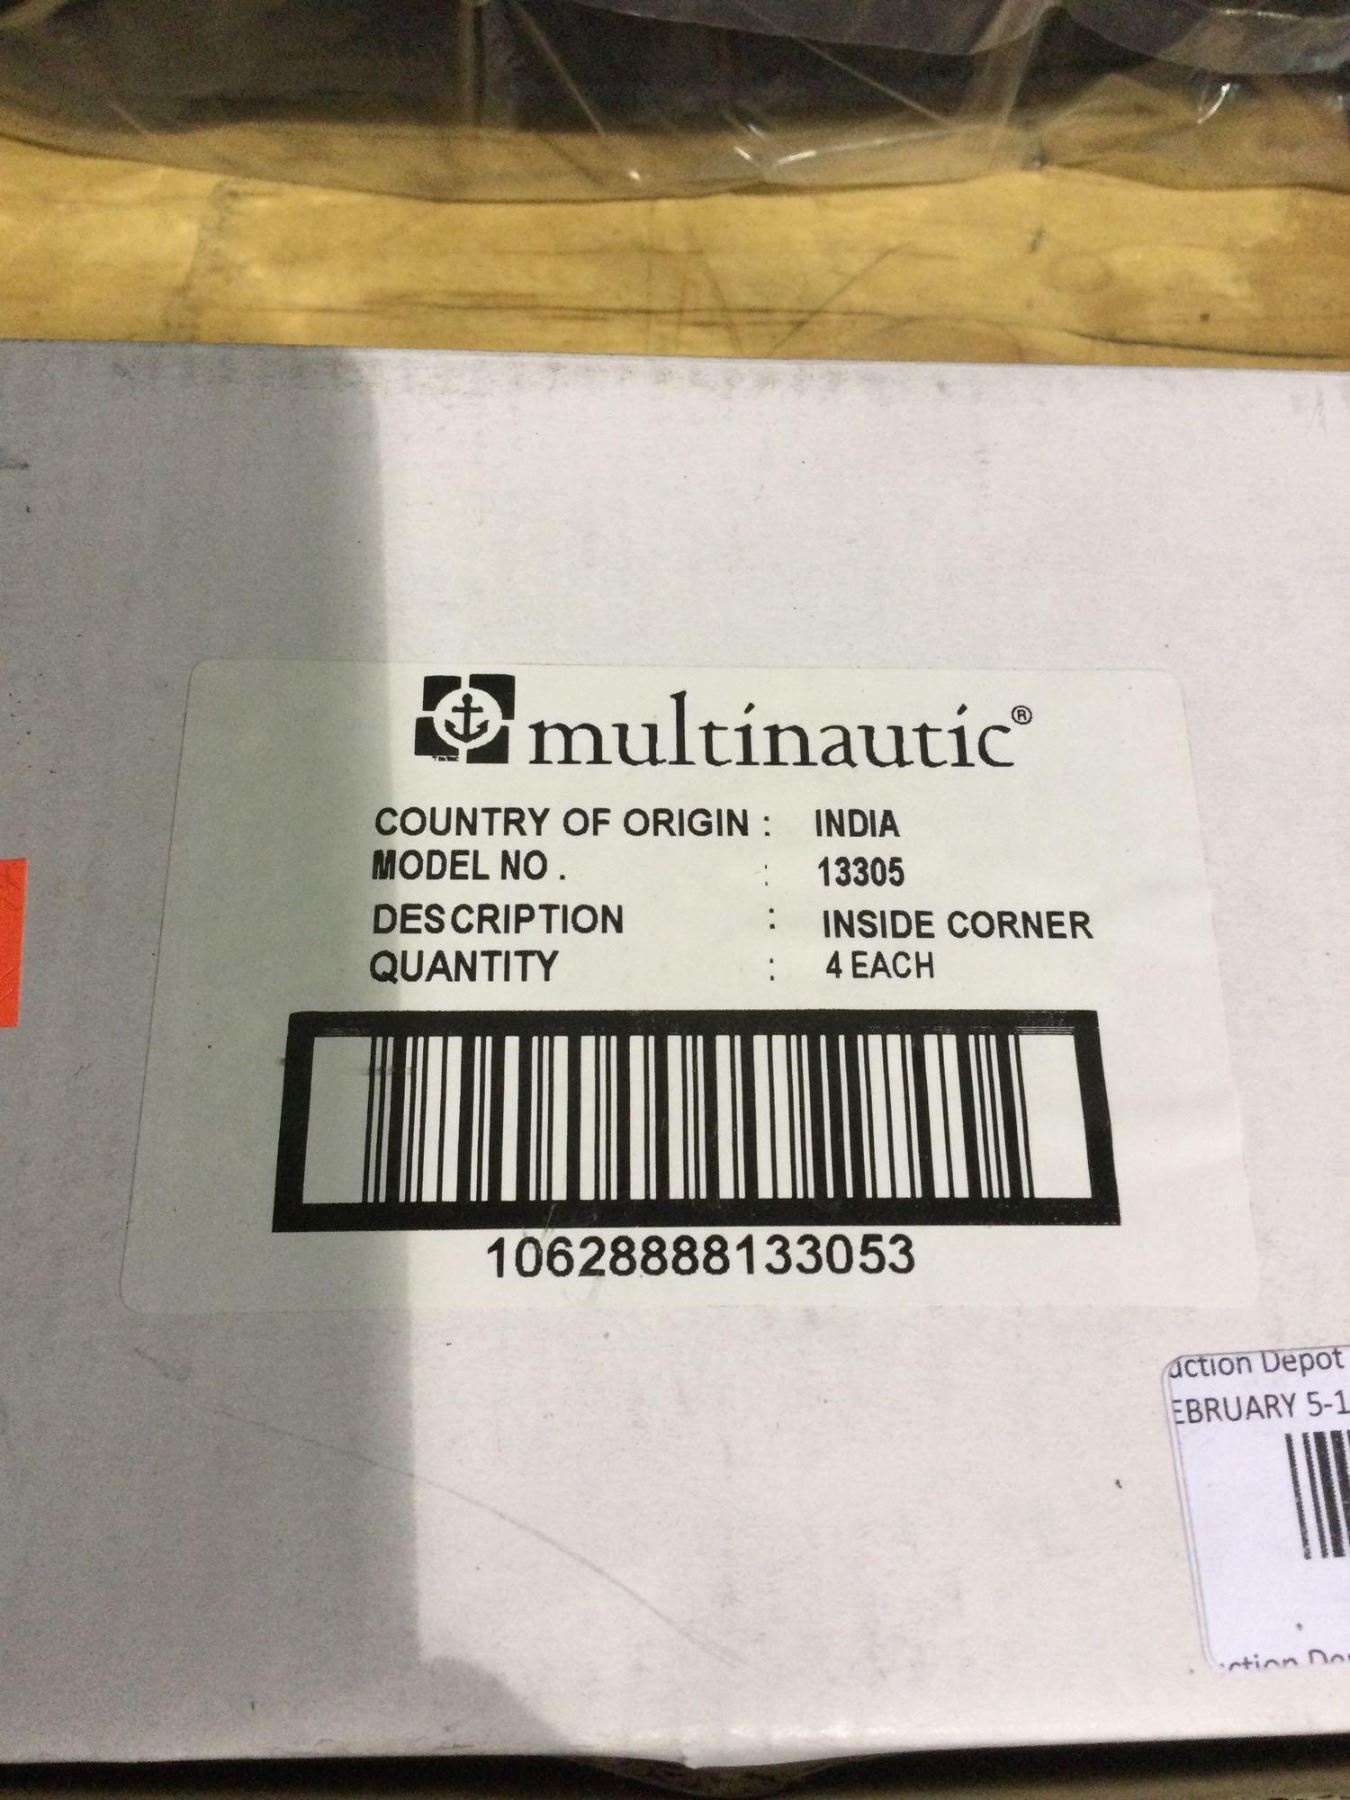 multinautic®
COUNTRY OF ORIGIN : INDIA
MODEL NO . : 13305
DESCRIPTION : INSIDE CORNER
QUANTITY : 4 EACH
10628888133053
uction Depot
EBRUARY 5-1